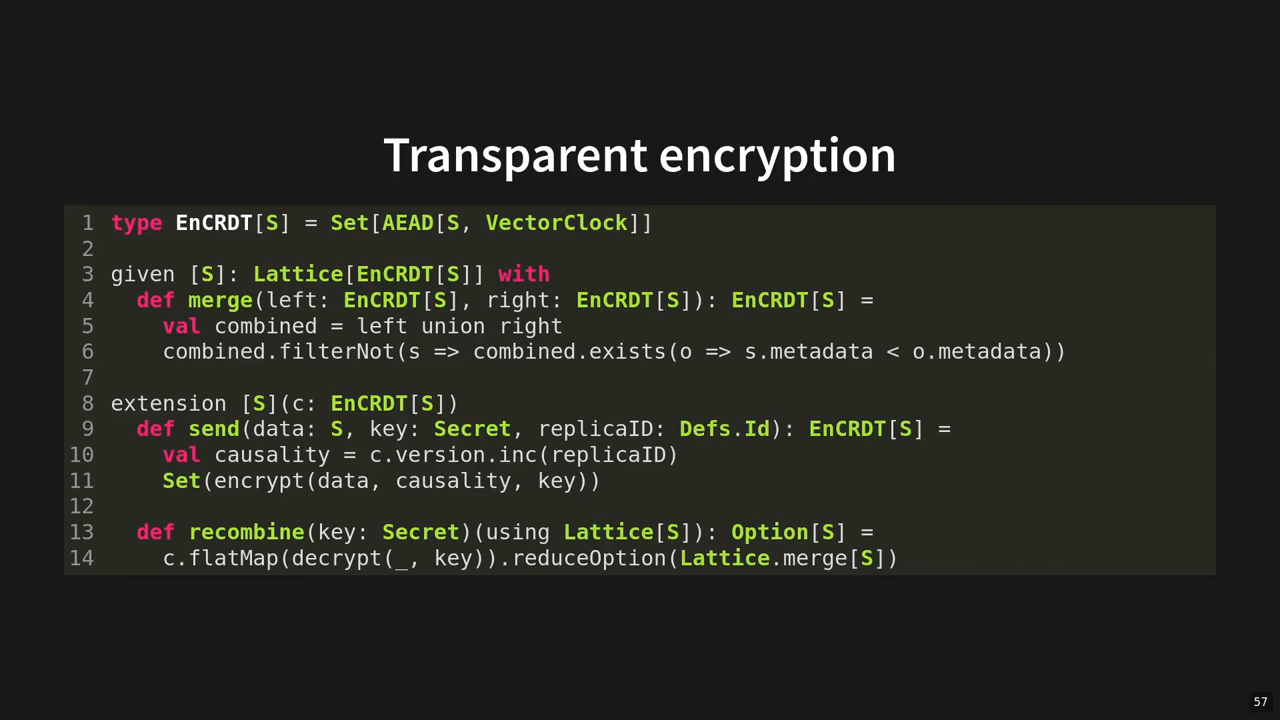 Transparent encryption
1 type EnCRDT[S] = Set[AEAD[S, VectorClock]]
2
3 given [S]: Lattice[EnCRDT[S]] with
4   def merge(left: EnCRDT[S], right: EnCRDT[S]): EnCRDT[S] =
5     val combined = left union right
6     combined.filterNot(s => combined.exists(o => s.metadata < o.metadata))
7
8 extension [S](c: EnCRDT[S])
9   def send(data: S, key: Secret, replicaID: Defs.Id): EnCRDT[S] =
10     val causality = c.version.inc(replicaID)
11     Set(encrypt(data, causality, key))
12
13   def recombine(key: Secret)(using Lattice[S]): Option[S] =
14     c.flatMap(decrypt(_, key)).reduceOption(Lattice.merge[S])
57